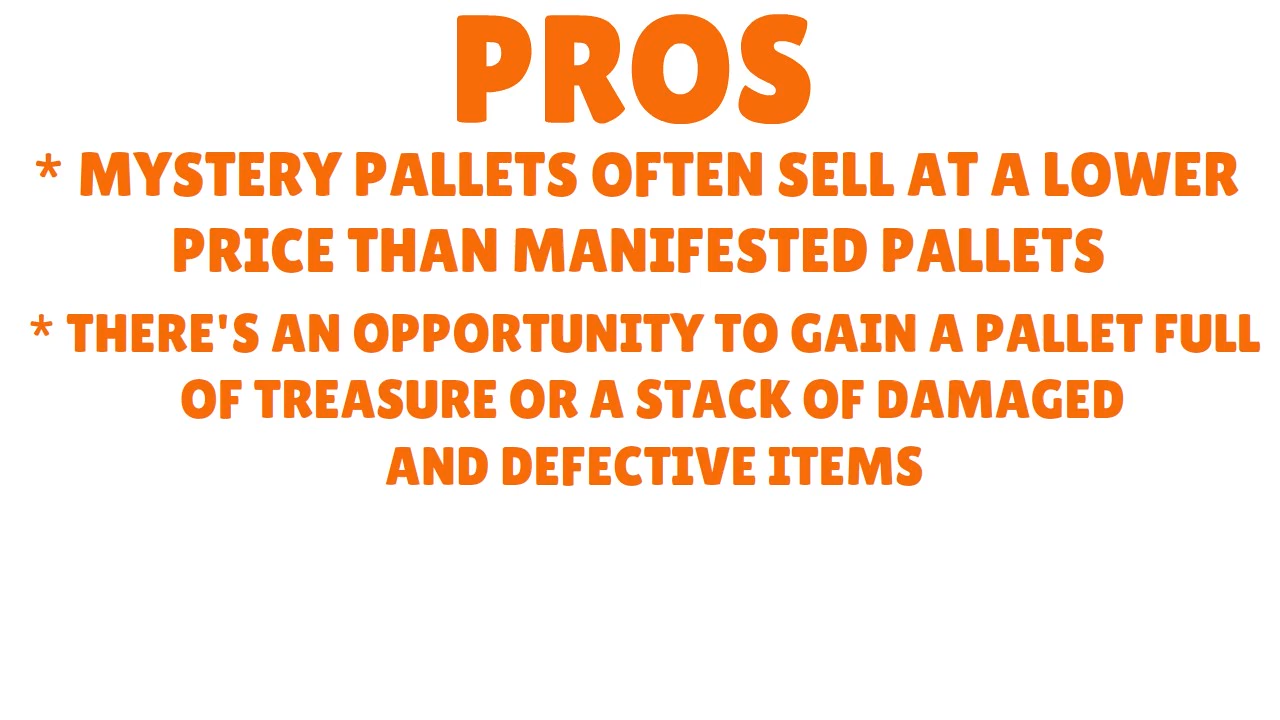 PROS
* MYSTERY PALLETS OFTEN SELL AT A LOWER
PRICE THAN MANIFESTED PALLETS
* THERE'S AN OPPORTUNITY TO GAIN A PALLET FULL
OF TREASURE OR A STACK OF DAMAGED
AND DEFECTIVE ITEMS